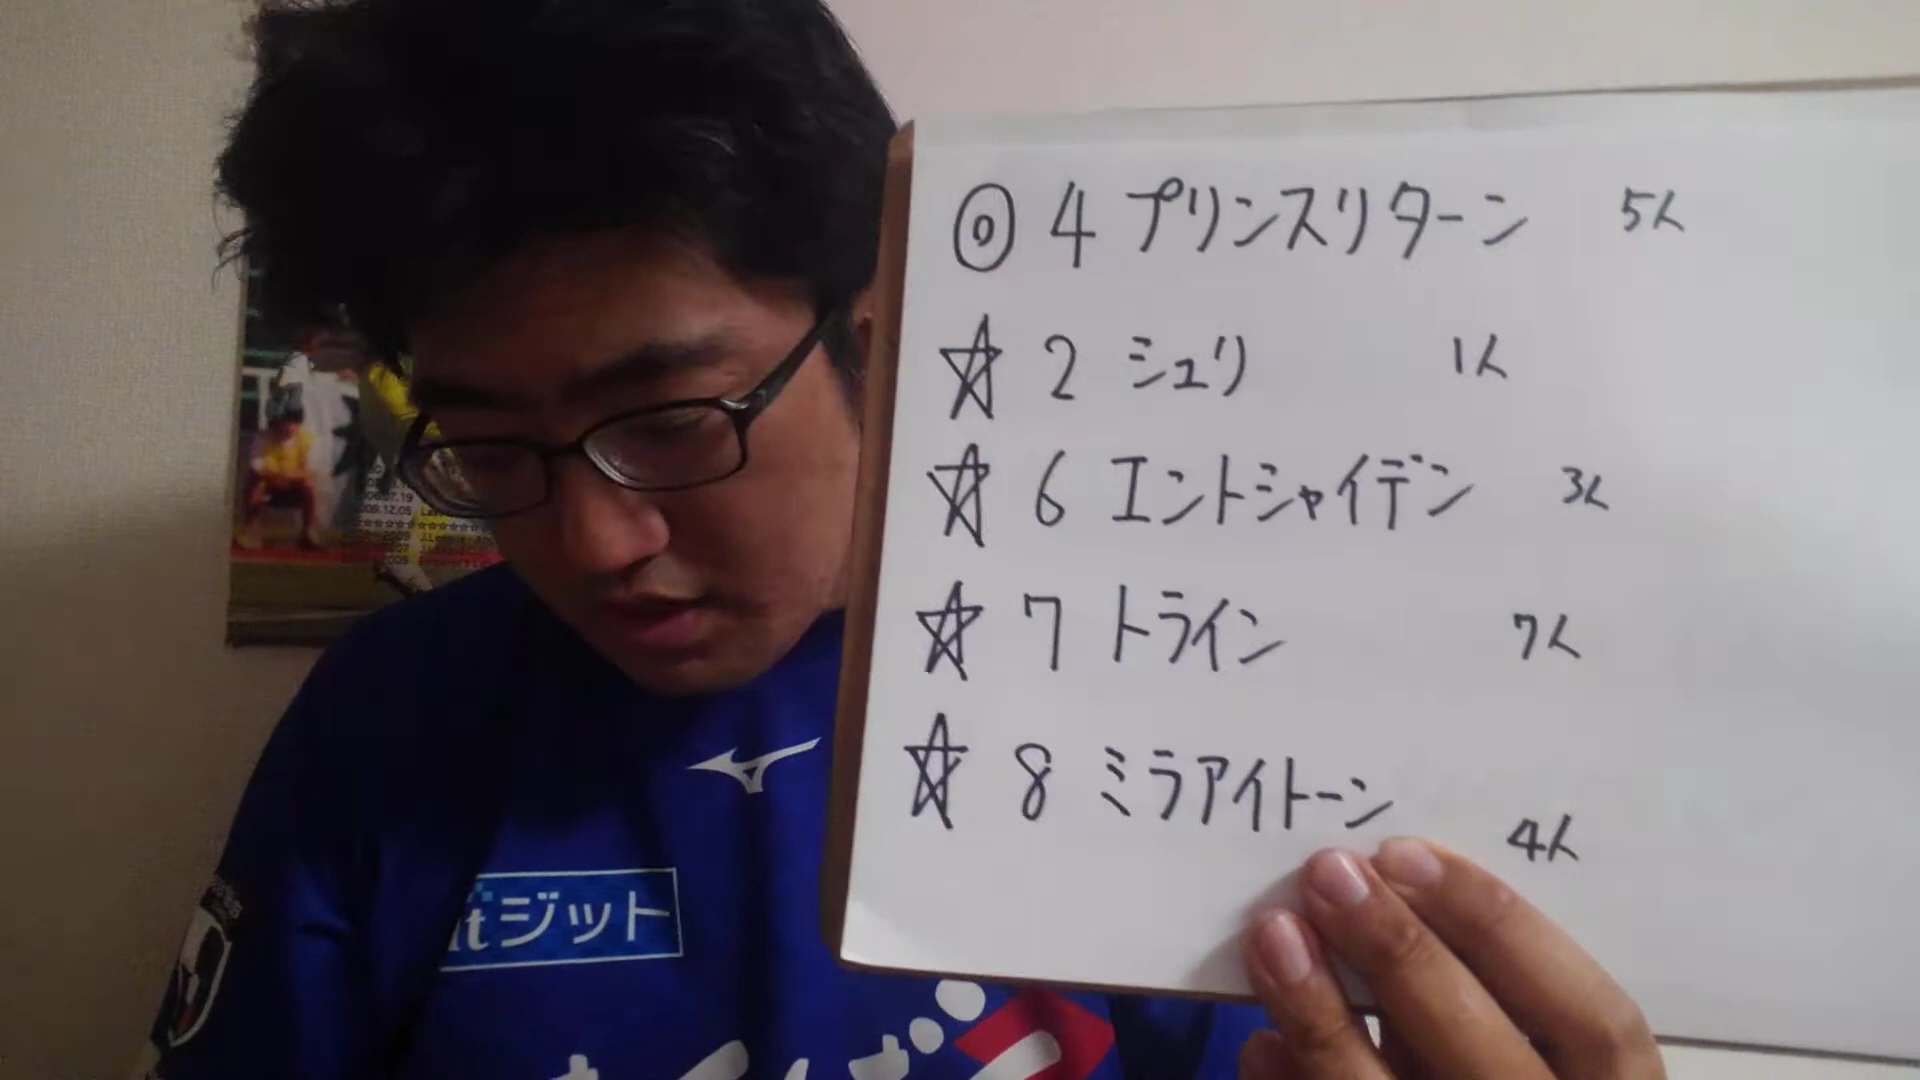 ◎ 4 プリンスリターン 5人
☆ 2 シュリ 1人
☆ 6 エントシャイデン 3人
☆ 7 トライン 7人
☆ 8 ミラアイトーン 4人
itジット